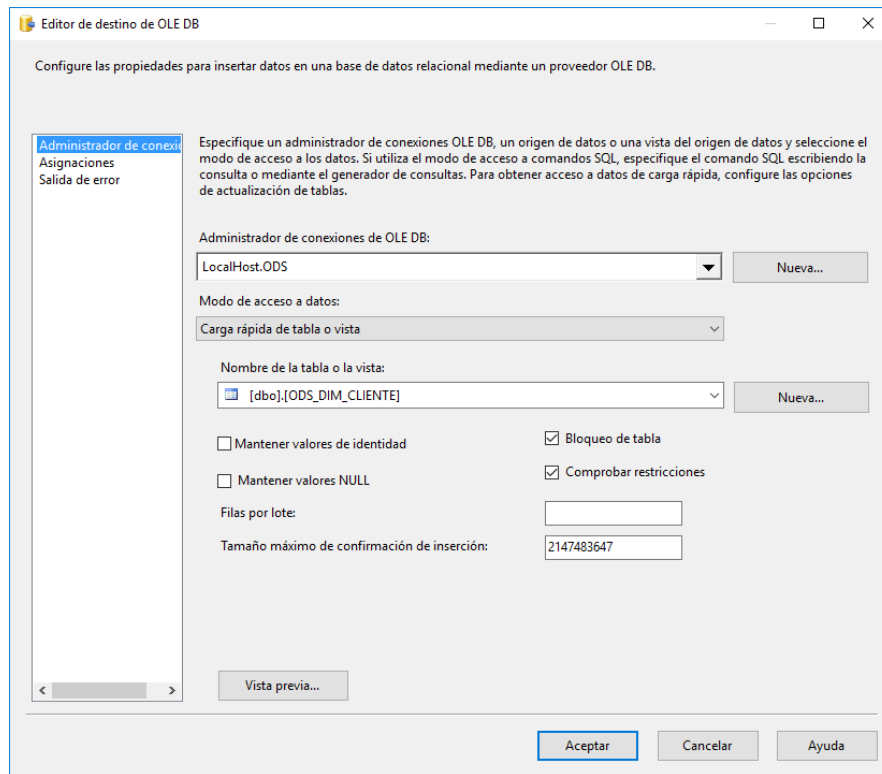 Editor de destino de OLE DB
Configure las propiedades para insertar datos en una base de datos relacional mediante un proveedor OLE DB.
Administrador de conexi
Asignaciones
Salida de error
Especifique un administrador de conexiones OLE DB, un origen de datos o una vista del origen de datos y seleccione el
modo de acceso a los datos. Si utiliza el modo de acceso a comandos SQL, especifique el comando SQL escribiendo la
consulta o mediante el generador de consultas. Para obtener acceso a datos de carga rápida, configure las opciones
de actualización de tablas.
Administrador de conexiones de OLE DB:
LocalHost.ODS
Nueva...
Modo de acceso a datos:
Carga rápida de tabla o vista
Nombre de la tabla o la vista:
[dbo].[ODS_DIM_CLIENTE]
Nueva...
Mantener valores de identidad
Bloqueo de tabla
Mantener valores NULL
Comprobar restricciones
Filas por lote:
Tamaño máximo de confirmación de inserción:
2147483647
Vista previa...
Aceptar
Cancelar
Ayuda